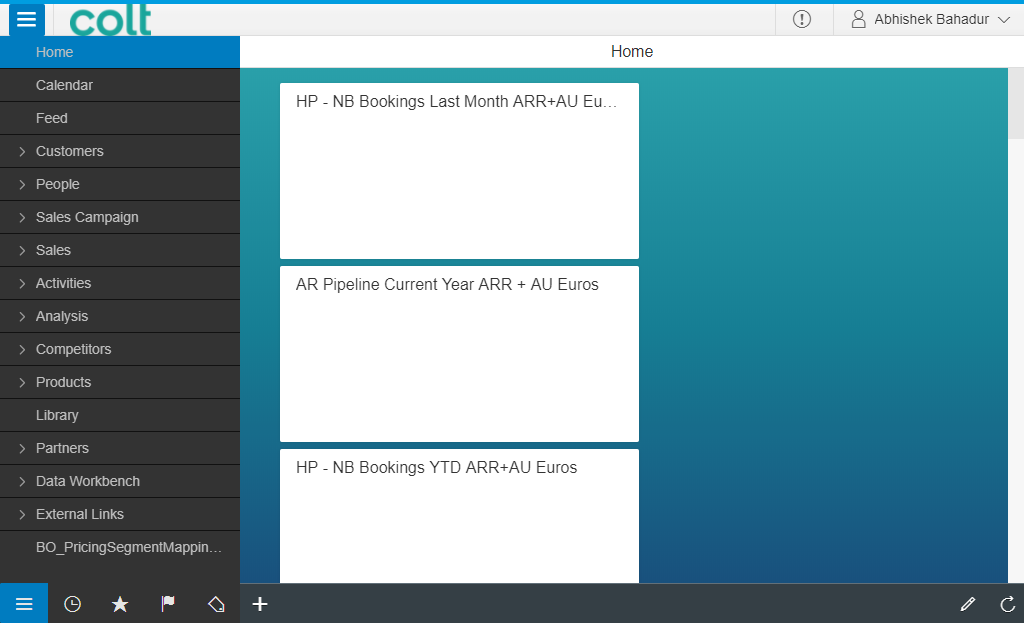 colt
Abhishek Bahadur
Home
Home
Calendar
Feed
Customers
People
Sales Campaign
Sales
Activities
Analysis
Competitors
Products
Library
Partners
Data Workbench
External Links
BO_PricingSegmentMappin...
HP - NB Bookings Last Month ARR+AU Eu...
AR Pipeline Current Year ARR + AU Euros
HP - NB Bookings YTD ARR+AU Euros